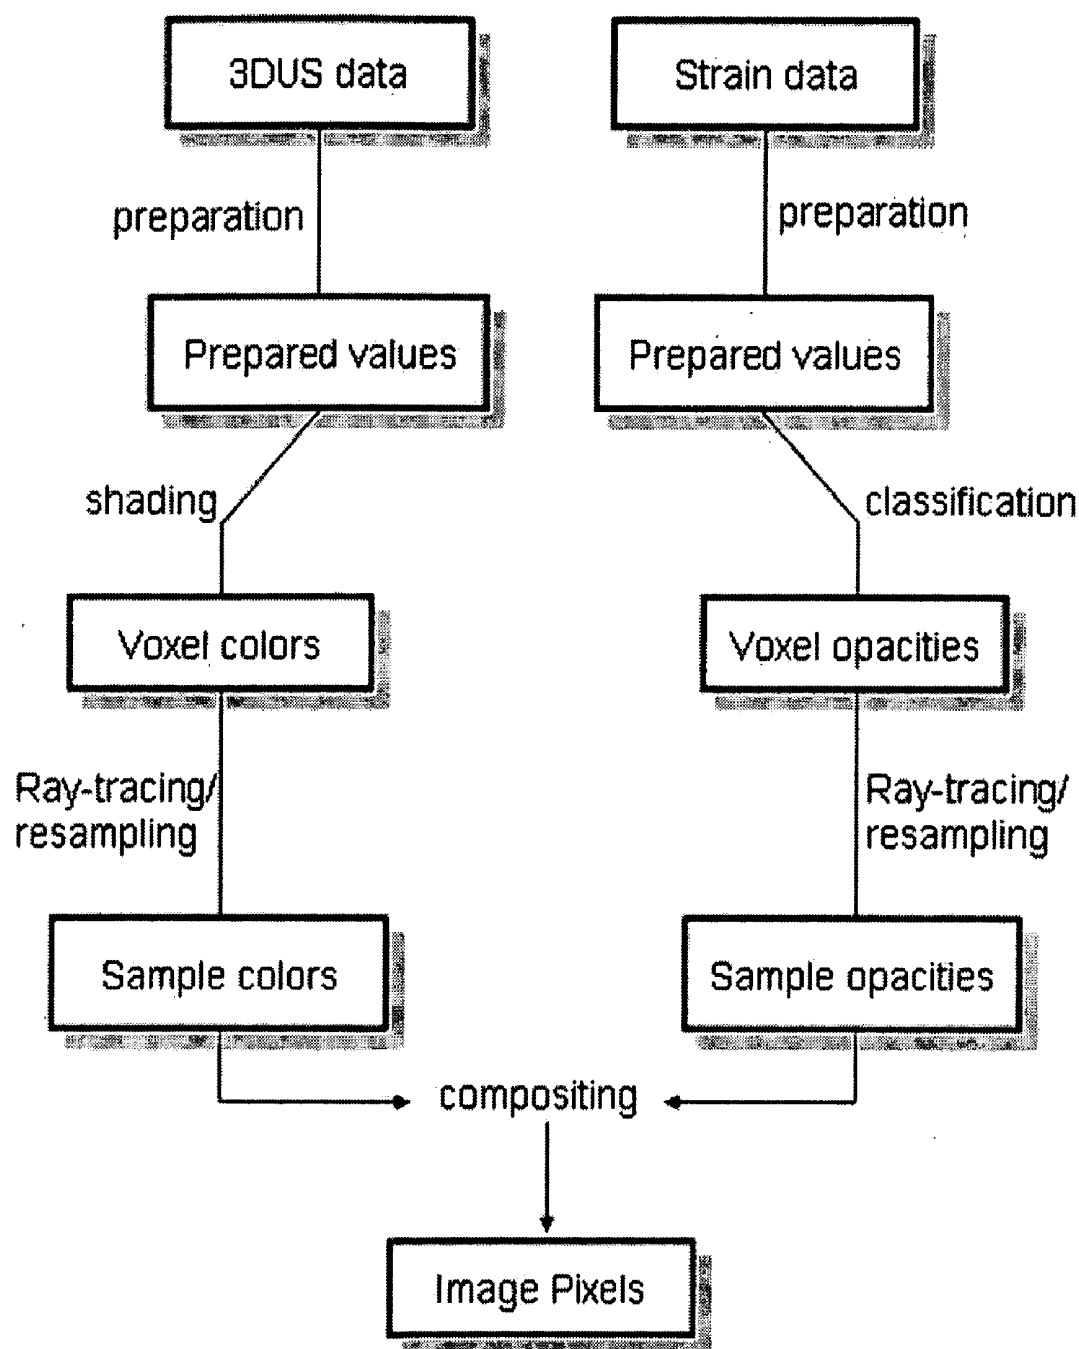 3DUS data
Strain data
preparation
preparation
Prepared values
Prepared values
shading
classification
Voxel colors
Voxel opacities
Ray-tracing/
resampling
Ray-tracing/
resampling
Sample colors
Sample opacities
compositing
Image Pixels